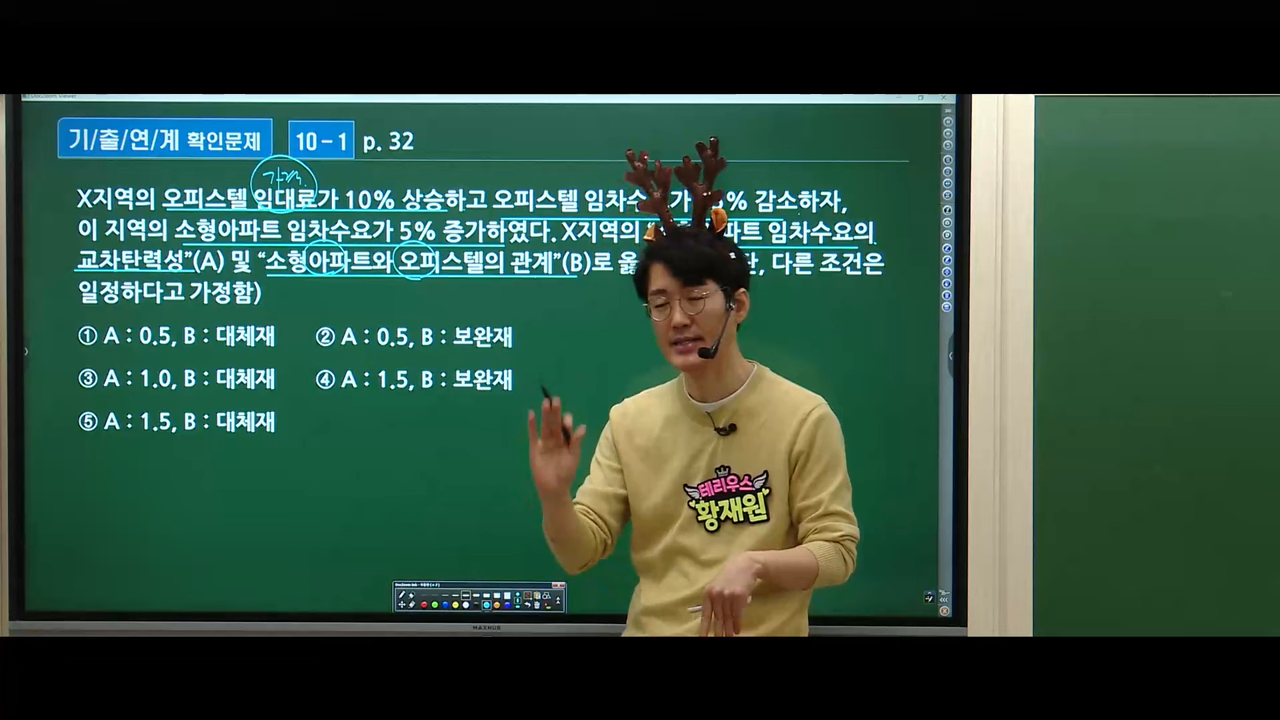 기/출/연/계 확인문제 10-1 p. 32
가격
X지역의 오피스텔 임대료가 10% 상승하고 오피스텔 임차수 가 % 감소하자,
이 지역의 소형아파트 임차수요가 5% 증가하였다. X지역의 파트 임차수요의
교차탄력성”(A) 및 “소형아파트와 오피스텔의 관계”(B)로 다른 조건은
일정하다고 가정함)
① A : 0.5, B : 대체재 ② A : 0.5, B : 보완재
③ A : 1.0, B : 대체재 ④ A : 1.5, B : 보완재
⑤ A : 1.5, B : 대체재
테리우스
황재원
MAXHUB